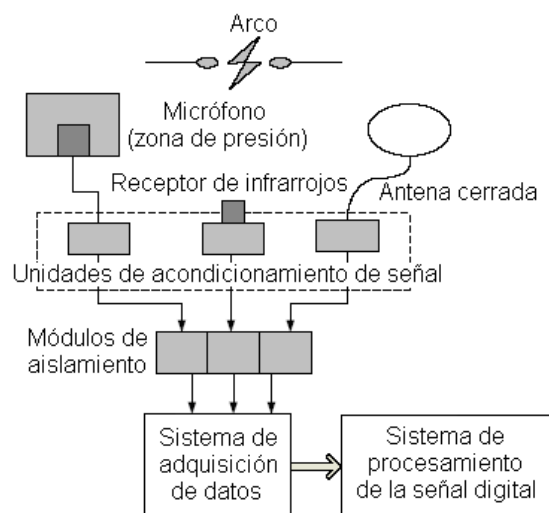 Arco
Micrófono
(zona de presión)
Receptor de infrarrojos
Antena cerrada
Unidades de acondicionamiento de señal
Módulos de
aislamiento
Sistema de
adquisición
de datos
Sistema de
procesamiento
de la señal digital